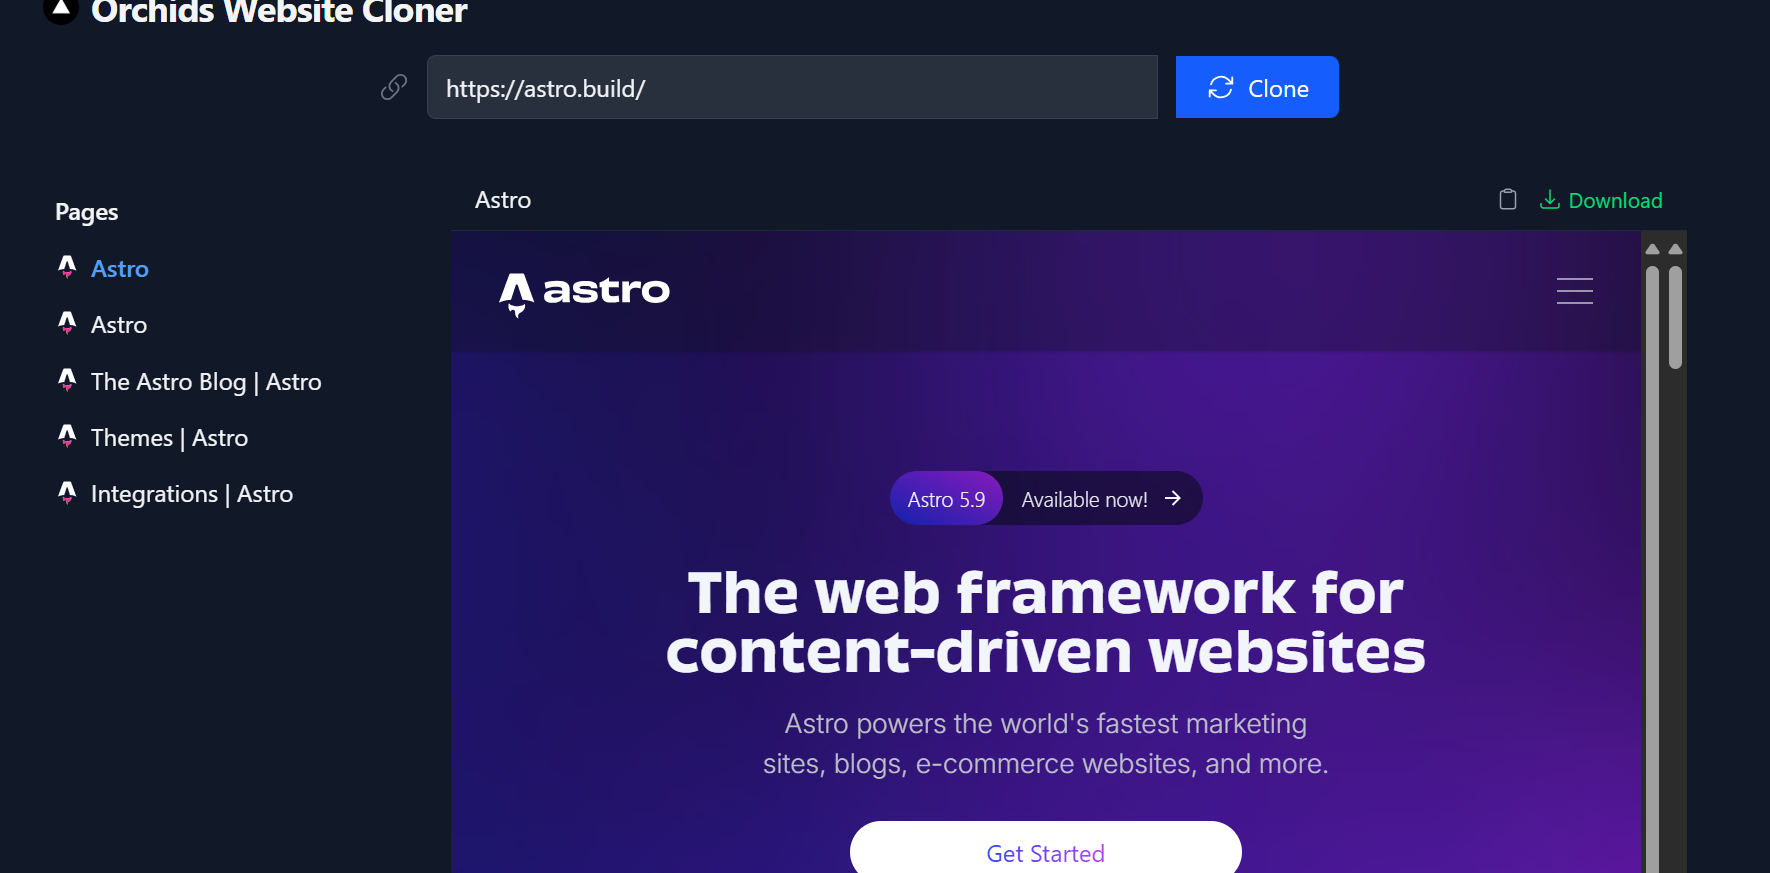 Orchids Website Cloner
https://astro.build/
Clone
Pages
Astro
Astro
The Astro Blog | Astro
Themes | Astro
Integrations | Astro
Astro
Download
astro
Astro 5.9 Available now! →
The web framework for
content-driven websites
Astro powers the world's fastest marketing
sites, blogs, e-commerce websites, and more.
Get Started